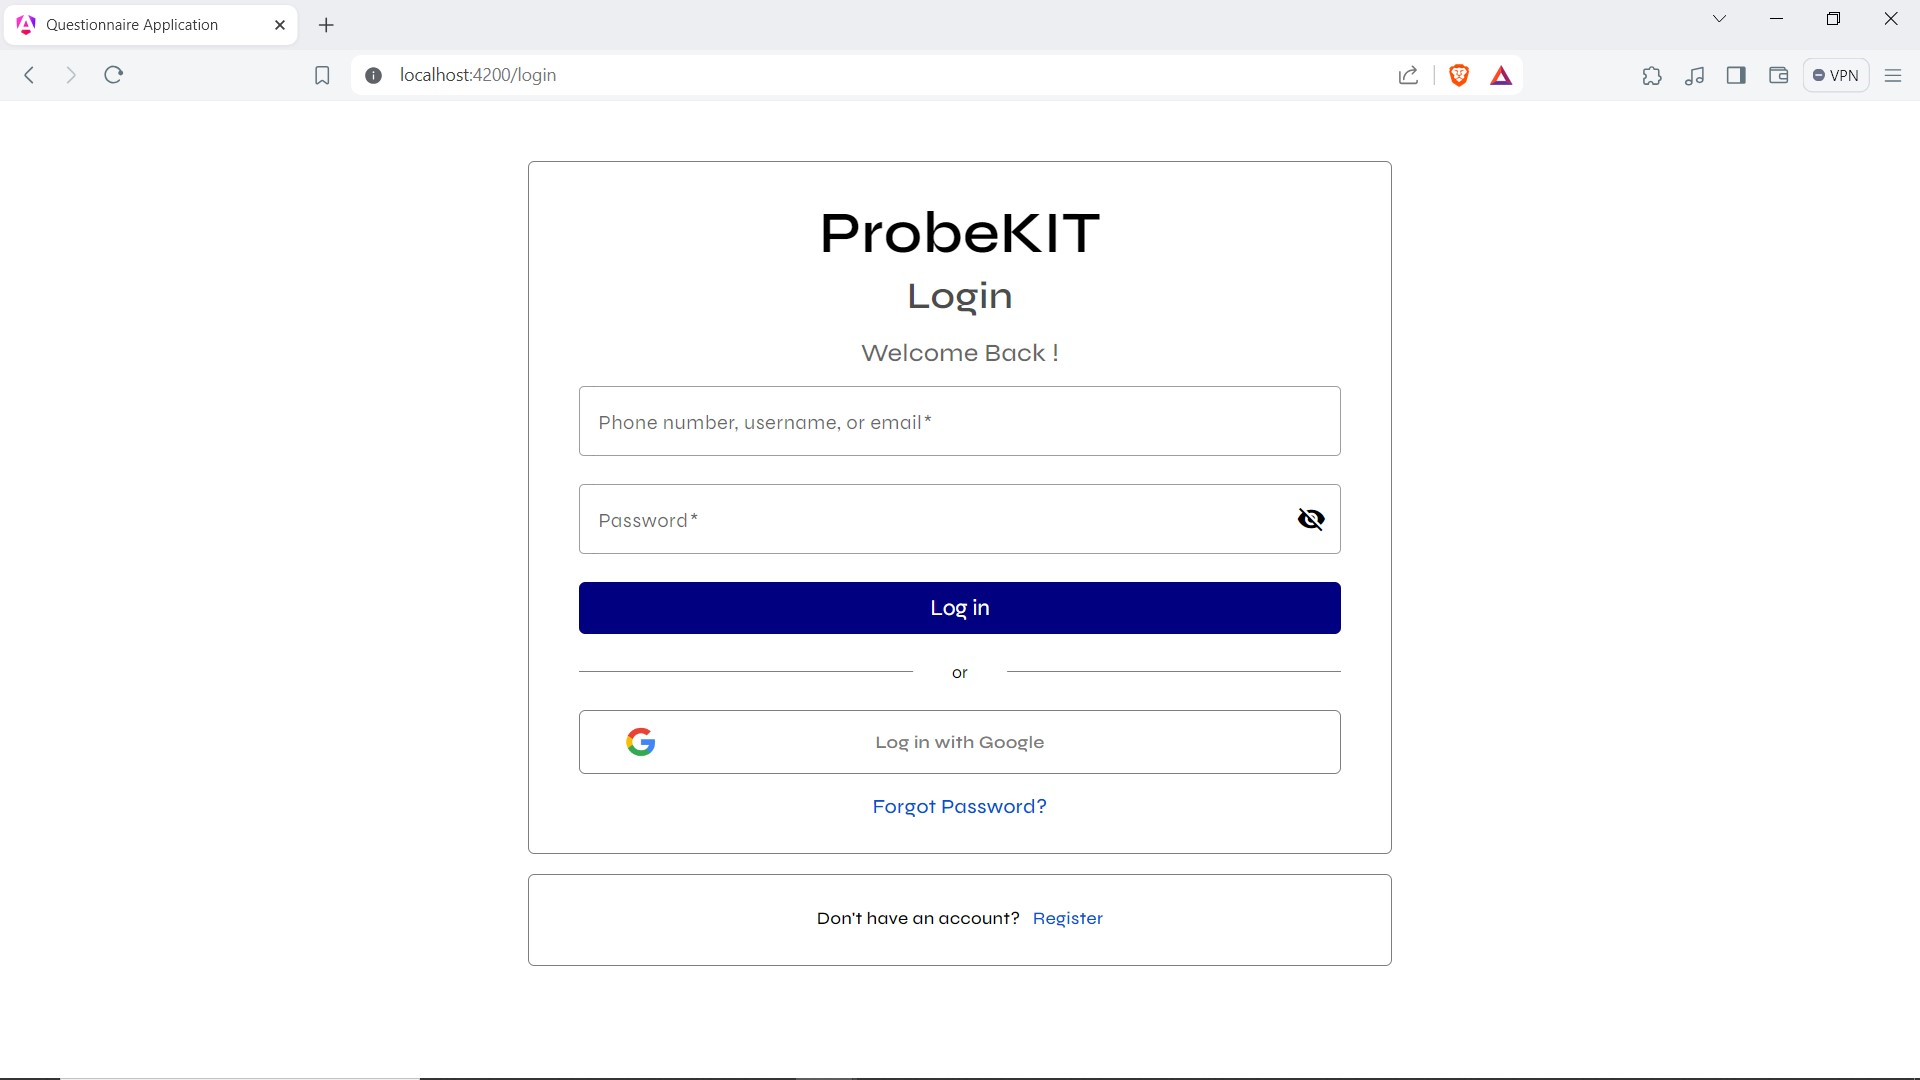 Questionnaire Application
localhost:4200/login
VPN
ProbeKIT
Login
Welcome Back !
Phone number, username, or email*
Password*
Log in
or
Log in with Google
Forgot Password?
Don't have an account? Register